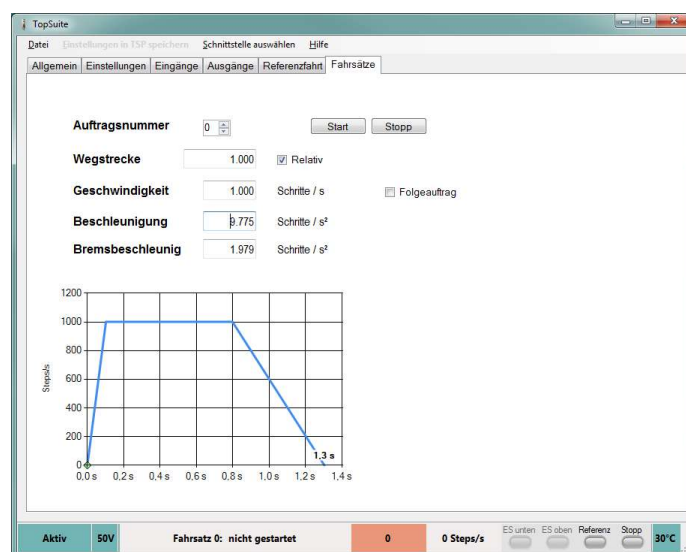 TopSuite
Datei Einstellungen in TSP speichern Schnittstelle auswählen Hilfe
Allgemein Einstellungen Eingänge Ausgänge Referenzfahrt Fahrsätze
Auftragsnummer 0 Start Stopp
Wegstrecke 1.000 Relativ
Geschwindigkeit 1.000 Schritte / s Folgeauftrag
Beschleunigung 9.775 Schritte / s²
Bremsbeschleunig 1.979 Schritte / s²
1200
1000
800
600
400
200
0
Steps/s
1,3 s
0,0 s 0,2 s 0,4 s 0,6 s 0,8 s 1,0 s 1,2 s 1,4 s
Aktiv 50V Fahrsatz 0: nicht gestartet 0 0 Steps/s ES unten ES oben Referenz Stopp 30°C